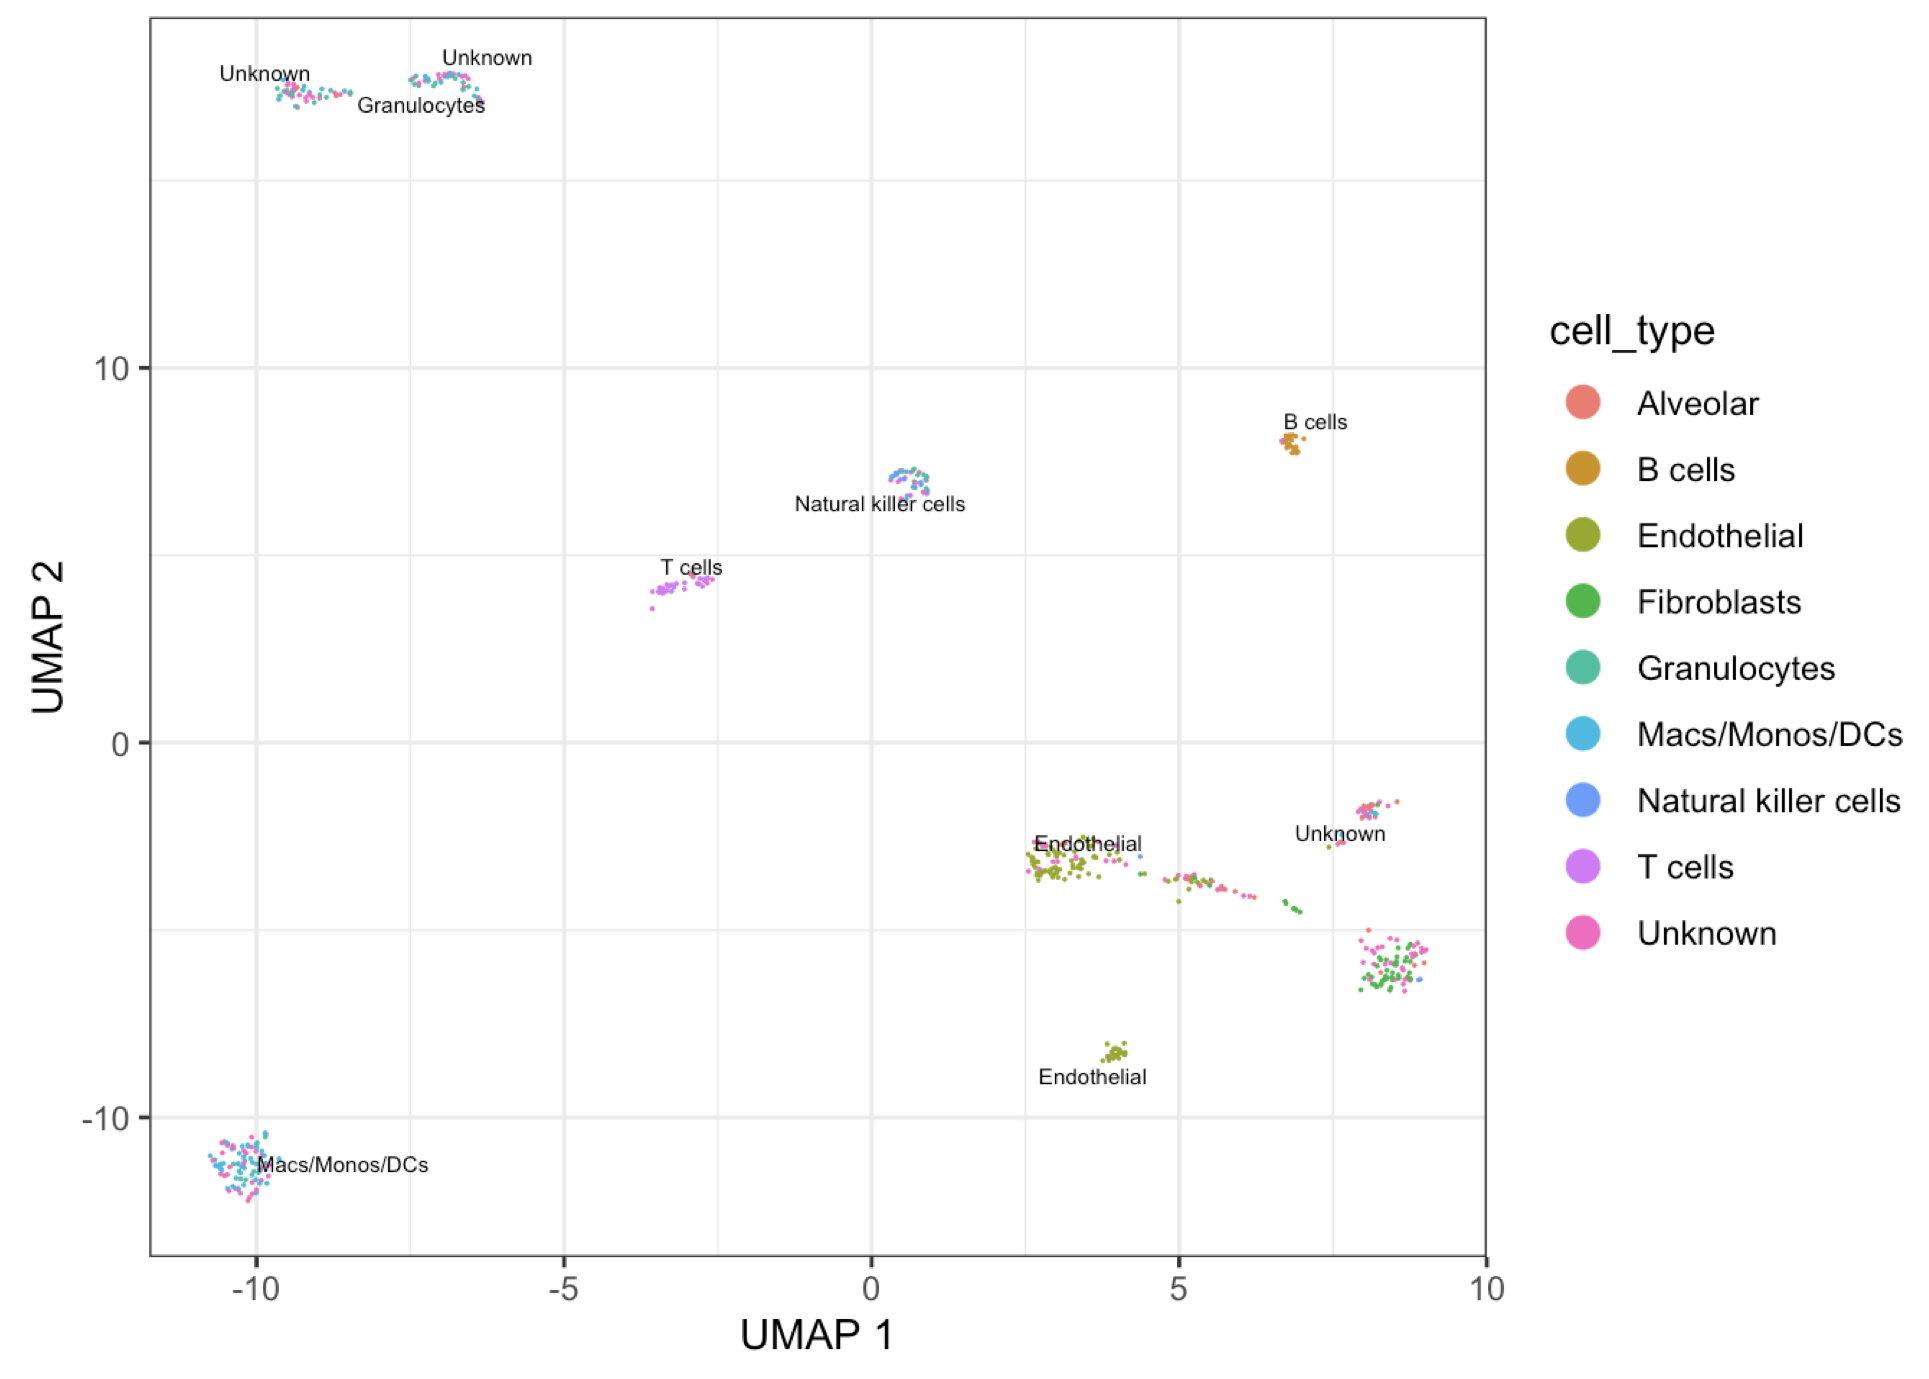 Unknown
Unknown
Granulocytes
B cells
Natural killer cells
T cells
Unknown
Endothelial
Endothelial
Macs/Monos/DCs
10
0
-10
UMAP 2
-10
-5
0
5
10
UMAP 1
cell_type
Alveolar
B cells
Endothelial
Fibroblasts
Granulocytes
Macs/Monos/DCs
Natural killer cells
T cells
Unknown